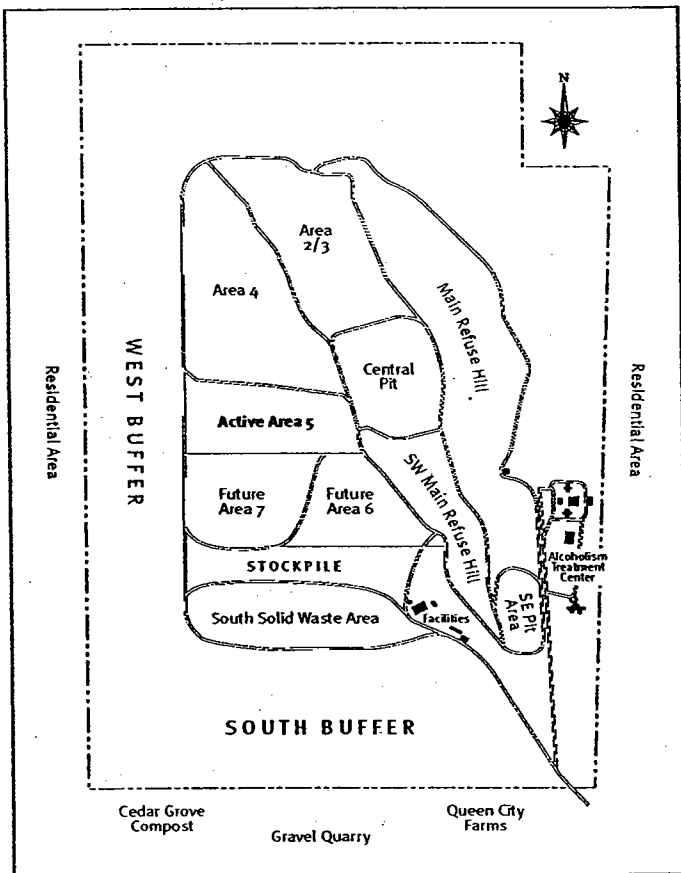 N
Area
2/3
Area 4
Main Refuse Hill
WEST BUFFER
Residential Area
Residential Area
Central
Pit
Active Area 5
SW Main Refuse Hill
Future
Area 7
Future
Area 6
Alcoholism
Treatment
Center
STOCKPILE
SE Pit
Area
South Solid Waste Area
Facilities
SOUTH BUFFER
Cedar Grove
Compost
Queen City
Farms
Gravel Quarry